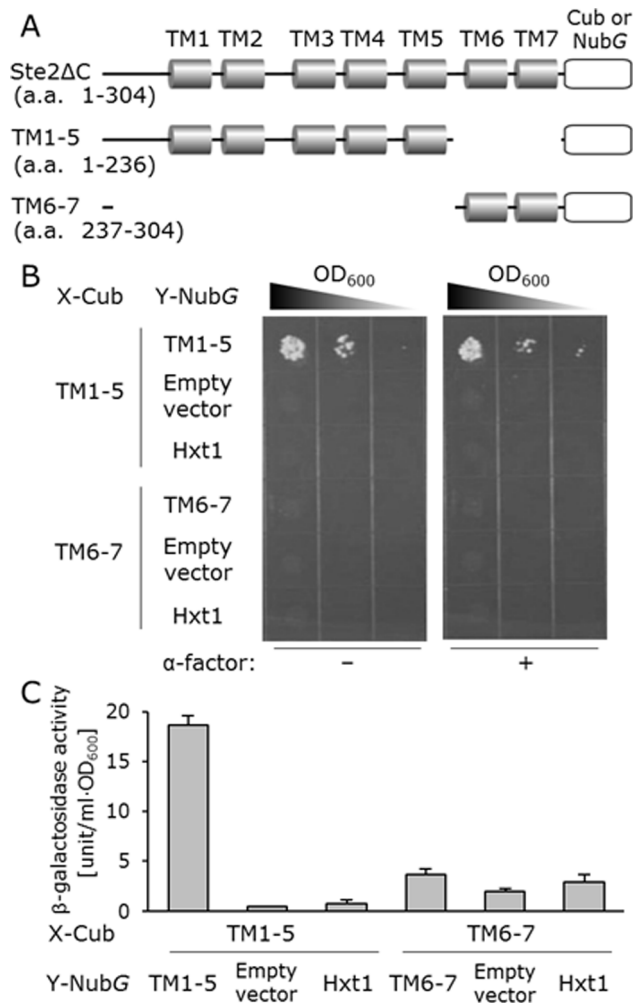 A
TM1 TM2 TM3 TM4 TM5 TM6 TM7
Cub or
NubG
Ste2ΔC
(a.a. 1-304)
TM1-5
(a.a. 1-236)
TM6-7
(a.a. 237-304)
B
X-Cub Y-NubG OD600 OD600
TM1-5
TM1-5
Empty
vector
Hxt1
TM6-7
TM6-7
Empty
vector
Hxt1
α-factor: − +
C
β-galactosidase activity
[unit/ml·OD600]
20
15
10
5
0
X-Cub TM1-5 TM6-7
Y-NubG TM1-5 Empty vector Hxt1 TM6-7 Empty vector Hxt1